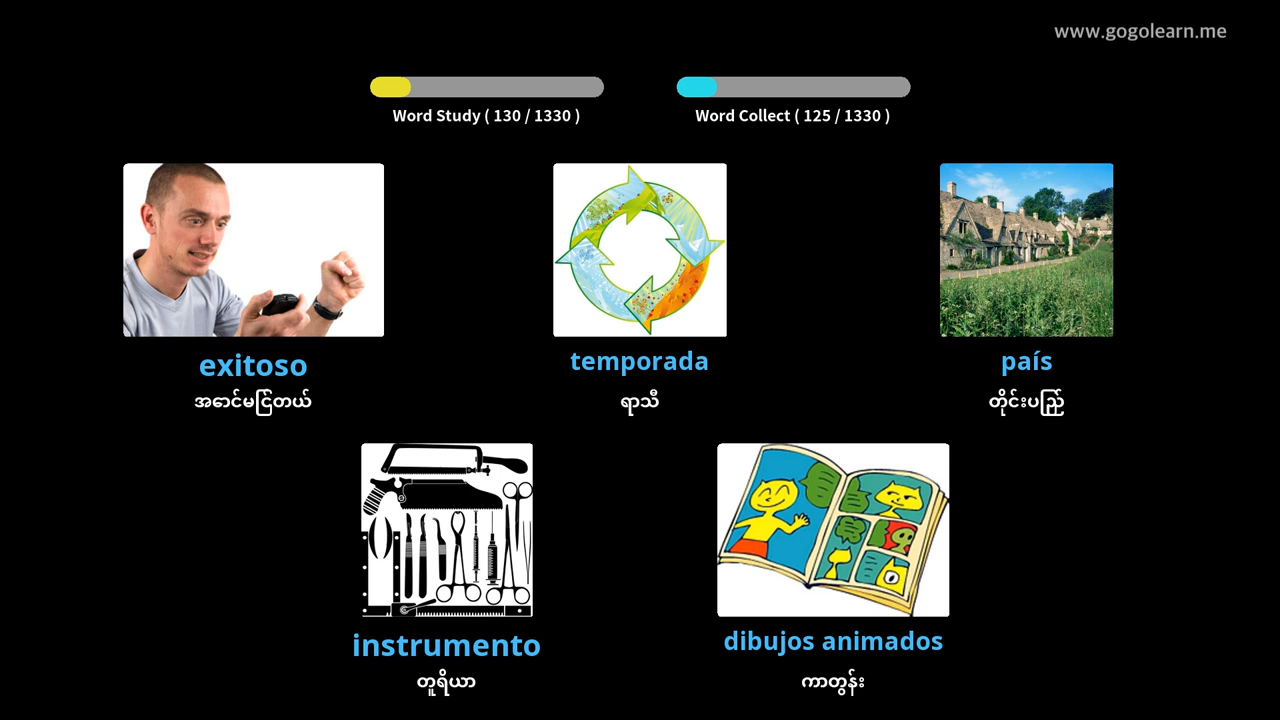 www.gogolearn.me
Word Study ( 130 / 1330 )
Word Collect ( 125 / 1330 )
exitoso
အောင်မြင်တယ်
temporada
ရာသီ
país
တိုင်းပြည်
instrumento
တူရိယာ
dibujos animados
ကာတွန်း